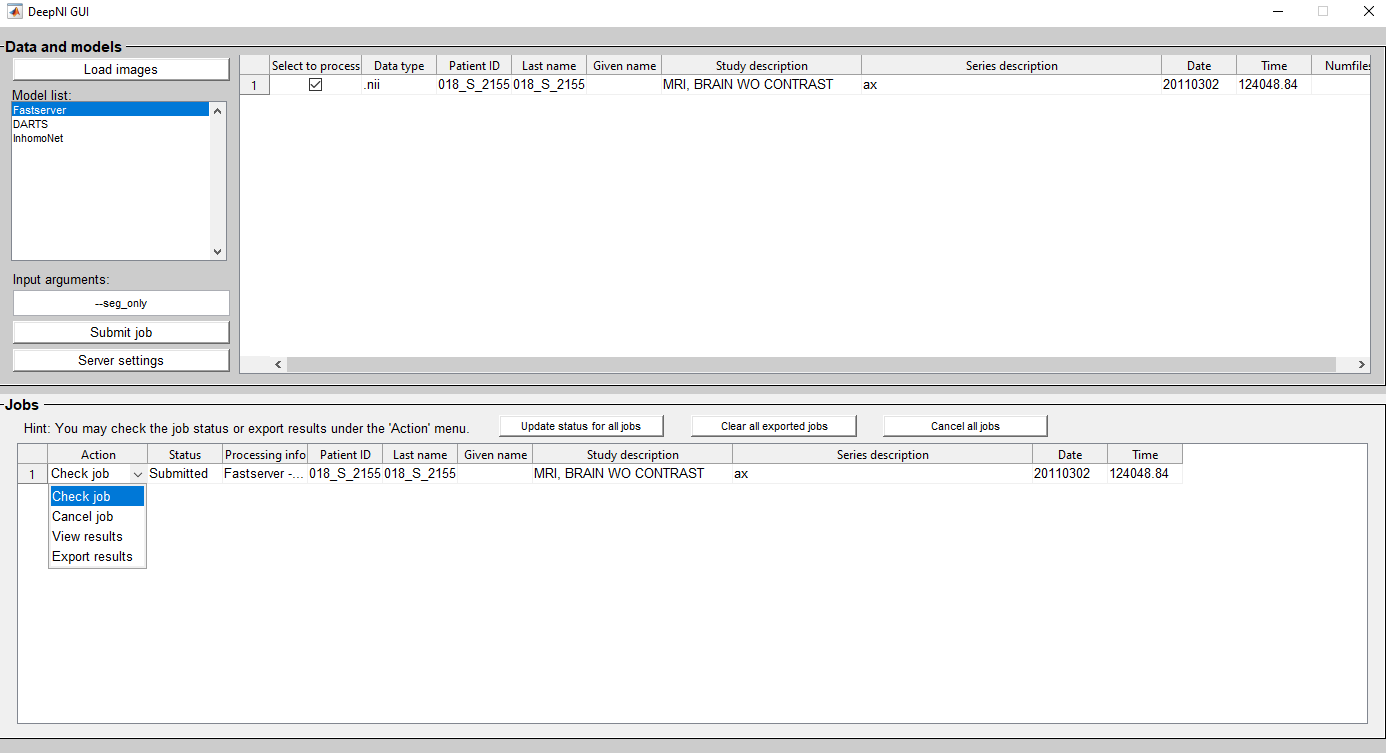 DeepNI GUI
Data and models
Load images
Model list:
Fastserver
DARTS
InhomoNet
Input arguments:
--seg_only
Submit job
Server settings
Select to process Data type Patient ID Last name Given name Study description Series description Date Time Numfiles
1 .nii 018_S_2155 018_S_2155 MRI, BRAIN WO CONTRAST ax 20110302 124048.84
Jobs
Hint: You may check the job status or export results under the 'Action' menu.
Update status for all jobs
Clear all exported jobs
Cancel all jobs
Action Status Processing info Patient ID Last name Given name Study description Series description Date Time
1 Check job Submitted Fastserver -... 018_S_2155 018_S_2155 MRI, BRAIN WO CONTRAST ax 20110302 124048.84
Check job
Cancel job
View results
Export results